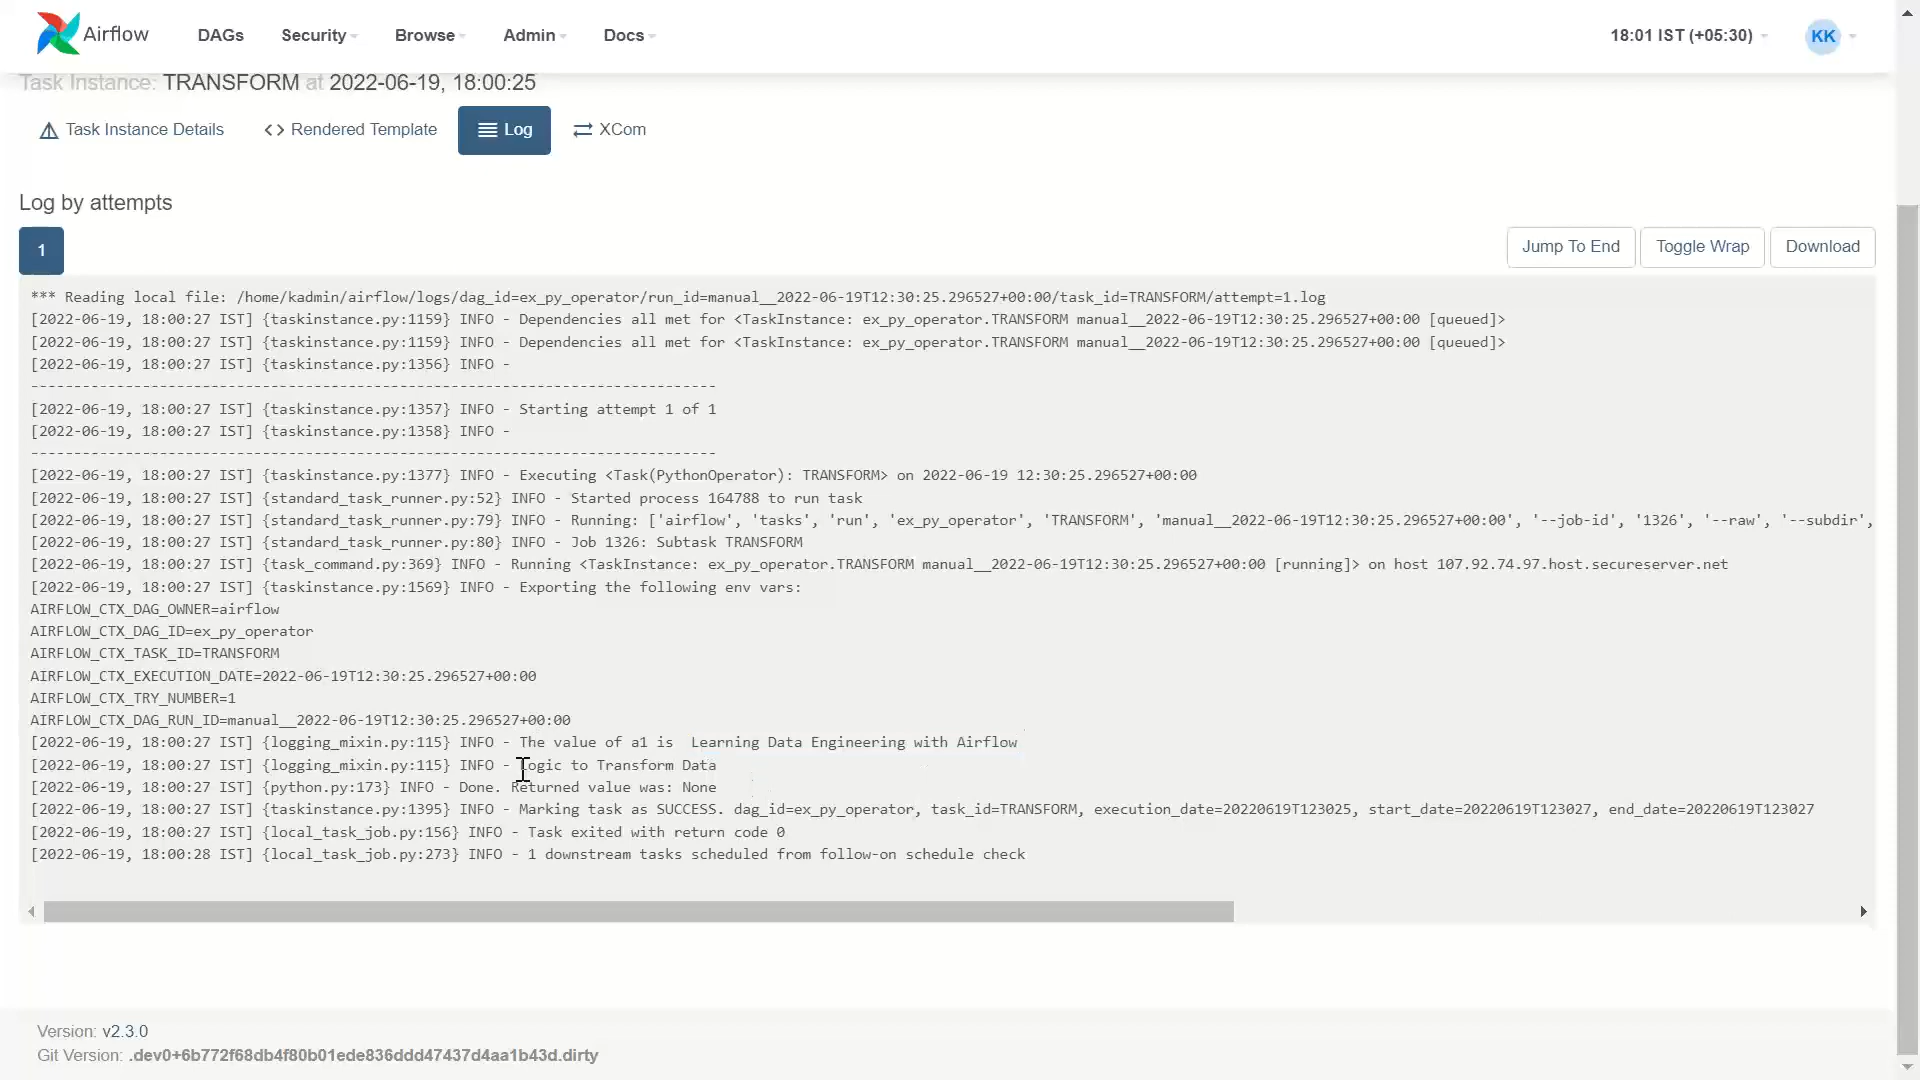 Airflow DAGs Security Browse Admin Docs 18:01 IST (+05:30) KK
Task Instance: TRANSFORM at 2022-06-19, 18:00:25
Task Instance Details <> Rendered Template Log XCom
Log by attempts
1 Jump To End Toggle Wrap Download
*** Reading local file: /home/kadmin/airflow/logs/dag_id=ex_py_operator/run_id=manual__2022-06-19T12:30:25.296527+00:00/task_id=TRANSFORM/attempt=1.log
[2022-06-19, 18:00:27 IST] {taskinstance.py:1159} INFO - Dependencies all met for <TaskInstance: ex_py_operator.TRANSFORM manual__2022-06-19T12:30:25.296527+00:00 [queued]>
[2022-06-19, 18:00:27 IST] {taskinstance.py:1159} INFO - Dependencies all met for <TaskInstance: ex_py_operator.TRANSFORM manual__2022-06-19T12:30:25.296527+00:00 [queued]>
[2022-06-19, 18:00:27 IST] {taskinstance.py:1356} INFO -
--------------------------------------------------------------------------------
[2022-06-19, 18:00:27 IST] {taskinstance.py:1357} INFO - Starting attempt 1 of 1
[2022-06-19, 18:00:27 IST] {taskinstance.py:1358} INFO -
--------------------------------------------------------------------------------
[2022-06-19, 18:00:27 IST] {taskinstance.py:1377} INFO - Executing <Task(PythonOperator): TRANSFORM> on 2022-06-19 12:30:25.296527+00:00
[2022-06-19, 18:00:27 IST] {standard_task_runner.py:52} INFO - Started process 164788 to run task
[2022-06-19, 18:00:27 IST] {standard_task_runner.py:79} INFO - Running: ['airflow', 'tasks', 'run', 'ex_py_operator', 'TRANSFORM', 'manual__2022-06-19T12:30:25.296527+00:00', '--job-id', '1326', '--raw', '--subdir',
[2022-06-19, 18:00:27 IST] {standard_task_runner.py:80} INFO - Job 1326: Subtask TRANSFORM
[2022-06-19, 18:00:27 IST] {task_command.py:369} INFO - Running <TaskInstance: ex_py_operator.TRANSFORM manual__2022-06-19T12:30:25.296527+00:00 [running]> on host 107.92.74.97.host.secureserver.net
[2022-06-19, 18:00:27 IST] {taskinstance.py:1569} INFO - Exporting the following env vars:
AIRFLOW_CTX_DAG_OWNER=airflow
AIRFLOW_CTX_DAG_ID=ex_py_operator
AIRFLOW_CTX_TASK_ID=TRANSFORM
AIRFLOW_CTX_EXECUTION_DATE=2022-06-19T12:30:25.296527+00:00
AIRFLOW_CTX_TRY_NUMBER=1
AIRFLOW_CTX_DAG_RUN_ID=manual__2022-06-19T12:30:25.296527+00:00
[2022-06-19, 18:00:27 IST] {logging_mixin.py:115} INFO - The value of a1 is  Learning Data Engineering with Airflow
[2022-06-19, 18:00:27 IST] {logging_mixin.py:115} INFO - Logic to Transform Data
[2022-06-19, 18:00:27 IST] {python.py:173} INFO - Done. Returned value was: None
[2022-06-19, 18:00:27 IST] {taskinstance.py:1395} INFO - Marking task as SUCCESS. dag_id=ex_py_operator, task_id=TRANSFORM, execution_date=20220619T123025, start_date=20220619T123027, end_date=20220619T123027
[2022-06-19, 18:00:27 IST] {local_task_job.py:156} INFO - Task exited with return code 0
[2022-06-19, 18:00:28 IST] {local_task_job.py:273} INFO - 1 downstream tasks scheduled from follow-on schedule check
Version: v2.3.0
Git Version: .dev0+6b772f68db4f80b01ede836ddd47437d4aa1b43d.dirty